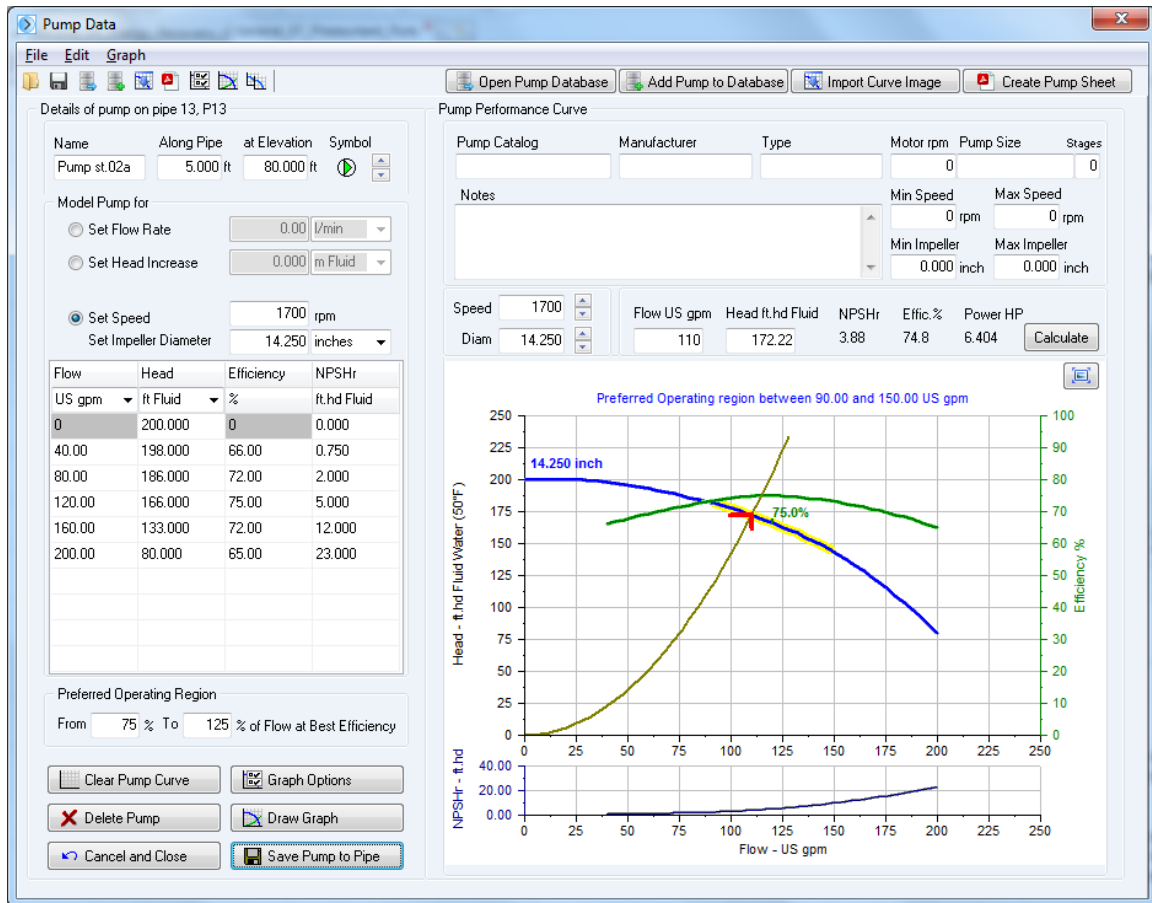 Pump Data
File Edit Graph
Open Pump Database Add Pump to Database Import Curve Image Create Pump Sheet
Details of pump on pipe 13, P13
Name Along Pipe at Elevation Symbol
Pump st.02a 5.000 ft 80.000 ft
Model Pump for
Set Flow Rate 0.00 l/min
Set Head Increase 0.000 m Fluid
Set Speed 1700 rpm
Set Impeller Diameter 14.250 inches
Flow Head Efficiency NPSHr
US gpm ft Fluid % ft.hd Fluid
0 200.000 0 0.000
40.00 198.000 66.00 0.750
80.00 186.000 72.00 2.000
120.00 166.000 75.00 5.000
160.00 133.000 72.00 12.000
200.00 80.000 65.00 23.000
Preferred Operating Region
From 75 % To 125 % of Flow at Best Efficiency
Clear Pump Curve Graph Options
Delete Pump Draw Graph
Cancel and Close Save Pump to Pipe
Pump Performance Curve
Pump Catalog Manufacturer Type Motor rpm Pump Size Stages
0 0
Notes
Min Speed Max Speed
0 rpm 0 rpm
Min Impeller Max Impeller
0.000 inch 0.000 inch
Speed 1700
Diam 14.250
Flow US gpm Head ft.hd Fluid NPSHr Effic.% Power HP
110 172.22 3.88 74.8 6.404 Calculate
Preferred Operating region between 90.00 and 150.00 US gpm
Head - ft.hd Fluid Water (50°F)
250
225
200
175
150
125
100
75
50
25
0
14.250 inch
75.0%
100
90
80
70
60
50
40
30
20
10
0
Efficiency %
0 25 50 75 100 125 150 175 200 225 250
NPSHr - ft.hd
40.00
20.00
0.00
0 25 50 75 100 125 150 175 200 225 250
Flow - US gpm